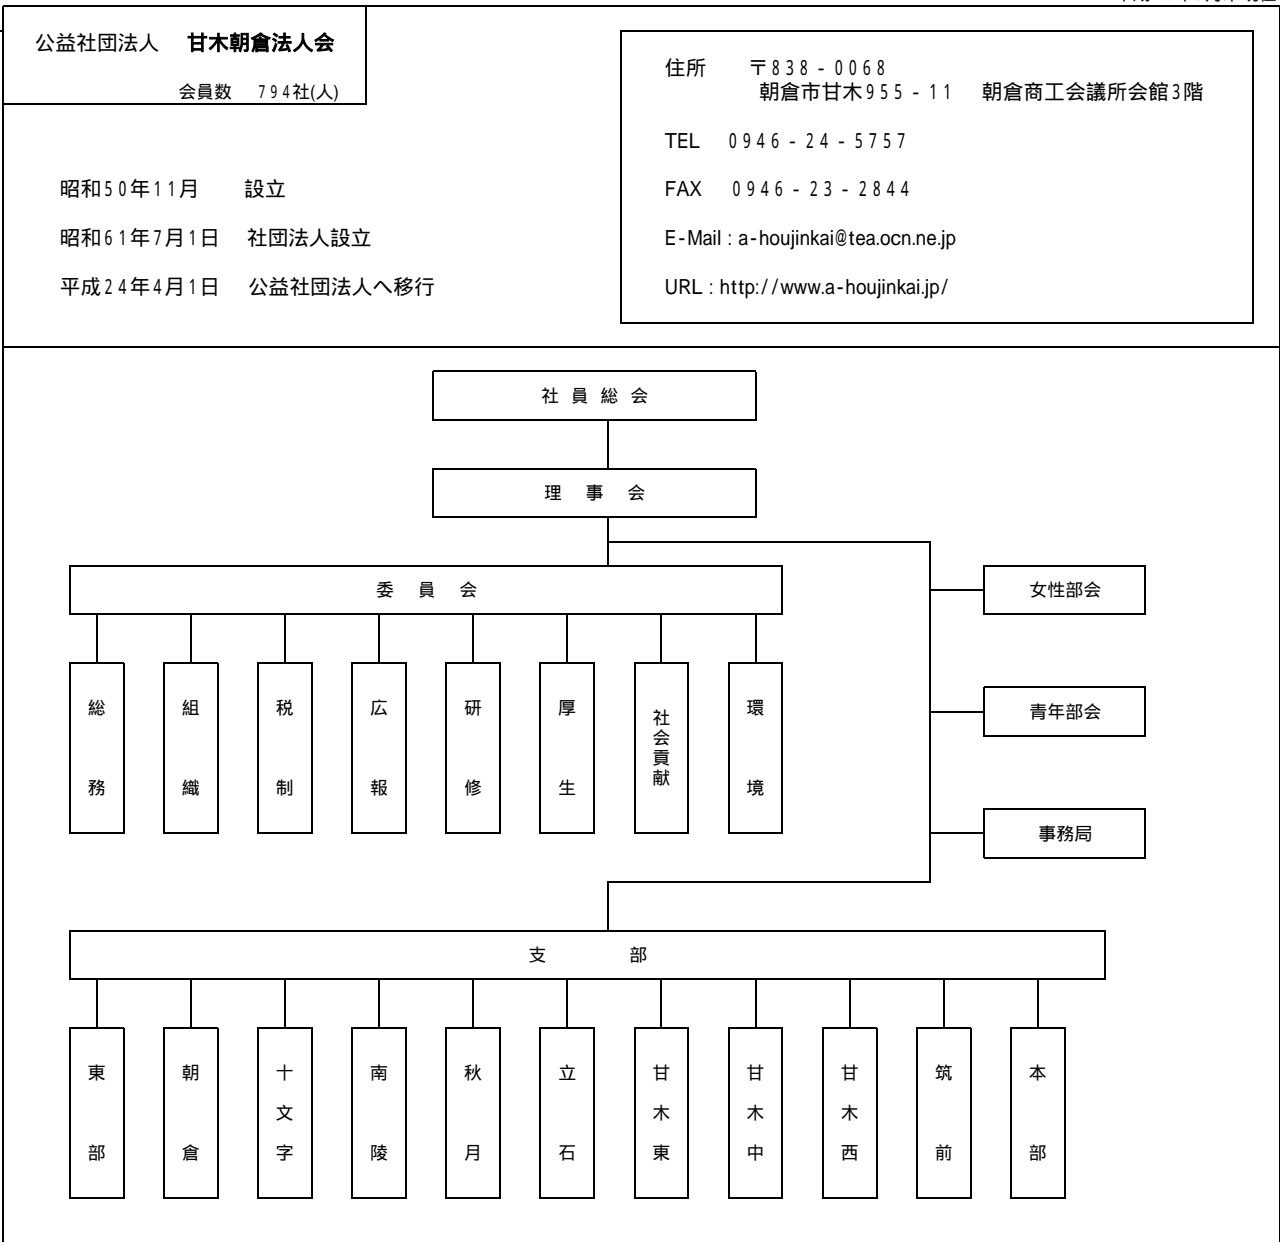 公益社団法人 甘木朝倉法人会
会員数 794社(人)
昭和50年11月 設立
昭和61年7月1日 社団法人設立
平成24年4月1日 公益社団法人へ移行
住所 〒838-0068
朝倉市甘木955-11 朝倉商工会議所会館3階
TEL 0946-24-5757
FAX 0946-23-2844
E-Mail : a-houjinkai@tea.ocn.ne.jp
URL : http://www.a-houjinkai.jp/
社員総会
理事会
委員会
女性部会
青年部会
事務局
総務
組織
税制
広報
研修
厚生
社会貢献
環境
支部
東部
朝倉
十文字
南陵
秋月
立石
甘木東
甘木中
甘木西
筑前
本部